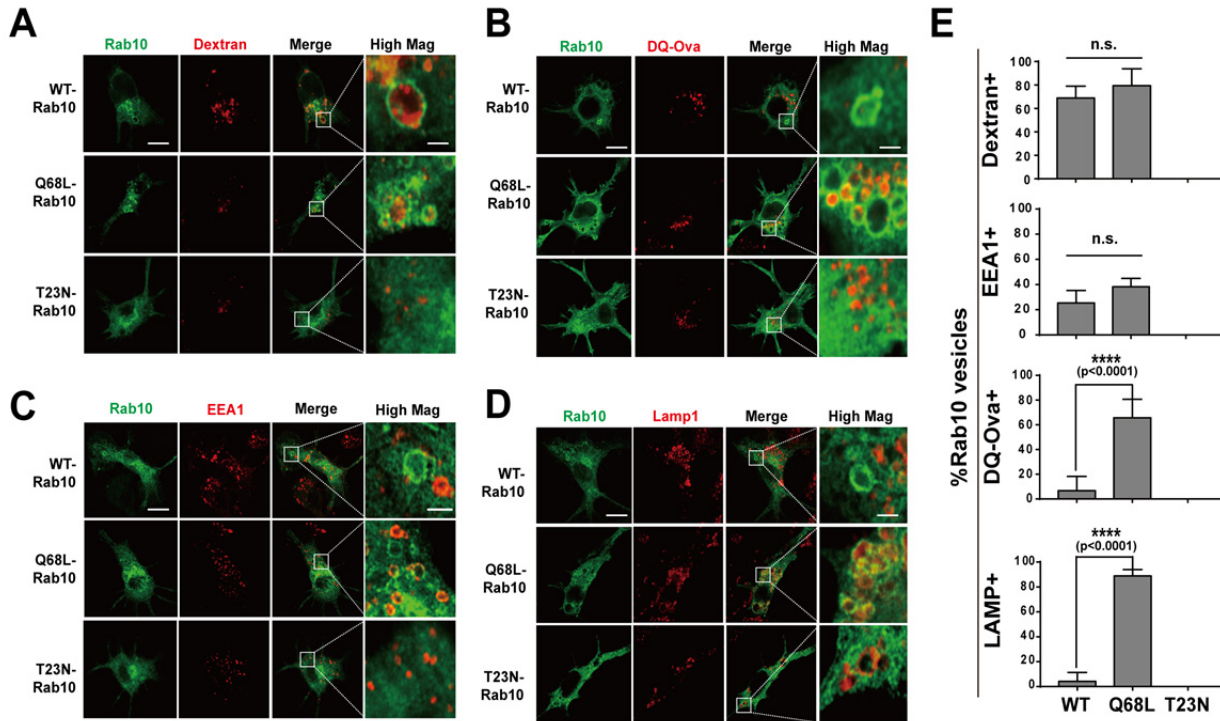 A
Rab10 Dextran Merge High Mag
WT-
Rab10
Q68L-
Rab10
T23N-
Rab10
B
Rab10 DQ-Ova Merge High Mag
WT-
Rab10
Q68L-
Rab10
T23N-
Rab10
C
Rab10 EEA1 Merge High Mag
WT-
Rab10
Q68L-
Rab10
T23N-
Rab10
D
Rab10 Lamp1 Merge High Mag
WT-
Rab10
Q68L-
Rab10
T23N-
Rab10
E
%Rab10 vesicles
Dextran+
100
80
60
40
20
0
n.s.
EEA1+
100
80
60
40
20
0
n.s.
DQ-Ova+
100
80
60
40
20
0
****
(p<0.0001)
LAMP+
100
80
60
40
20
0
****
(p<0.0001)
WT Q68L T23N